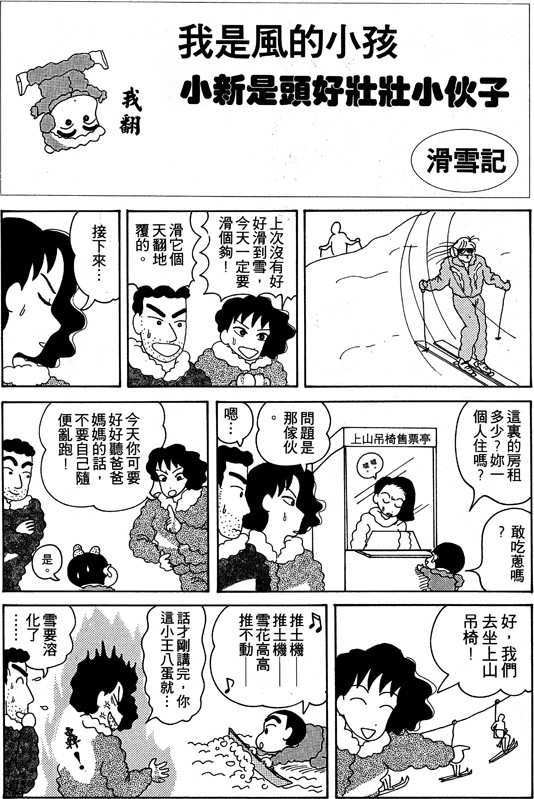 我是風的小孩
小新是頭好壯壯小伙子
我翻
滑雪記
上次沒有好
好滑到雪,
今天一定要
滑個夠!
滑它個
天翻地
覆的。
接下來…
這裏的房租
多少?妳一
個人住嗎?
敢吃蔥嗎
?
上山吊椅售票亭
問題是
那傢伙
。
嗯…
今天你可要
好好聽爸爸
媽媽的話,
不要自己隨
便亂跑!
是。
好,我們
去坐上山
吊椅!
推土機——
推土機——
雪花高高
推不動
話才剛講完,你
這小王八蛋就…
轟!
雪要溶
化了
……